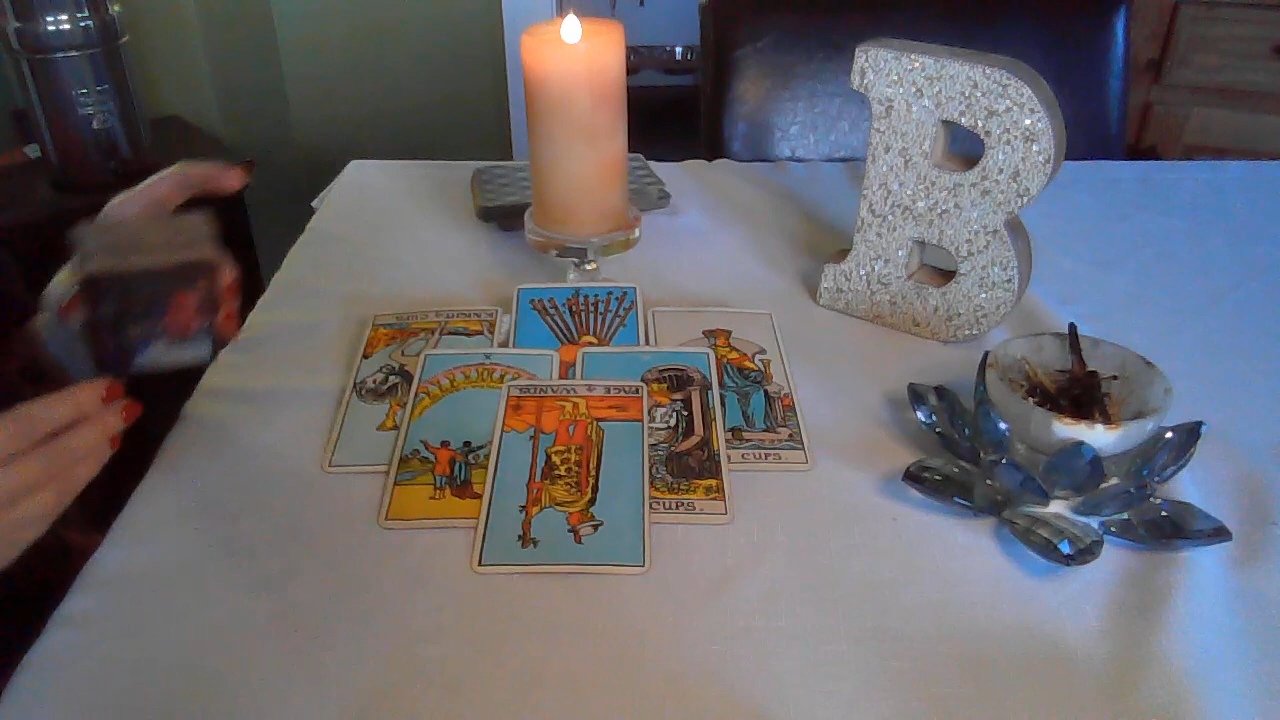 B
KNIGHT of CUPS.
X
PAGE of WANDS.
CUPS.
CUPS.